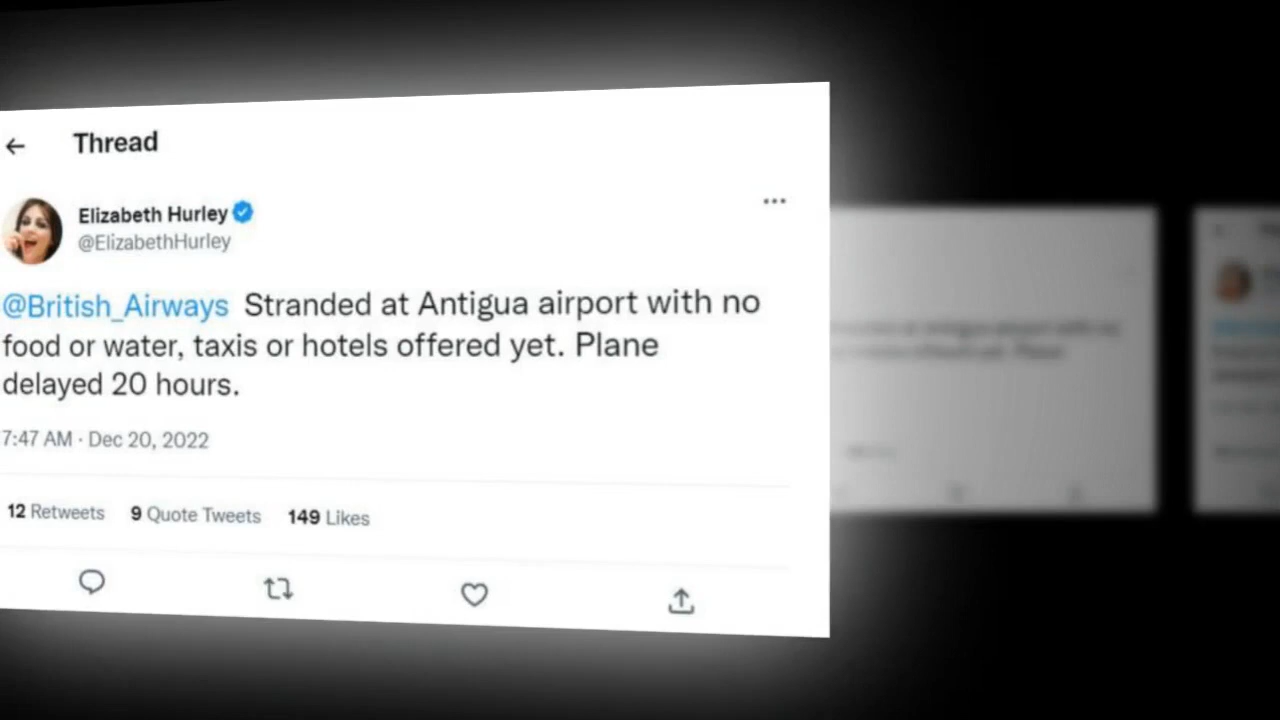 Thread
Elizabeth Hurley
@ElizabethHurley
@British_Airways Stranded at Antigua airport with no
food or water, taxis or hotels offered yet. Plane
delayed 20 hours.
7:47 AM · Dec 20, 2022
12 Retweets 9 Quote Tweets 149 Likes